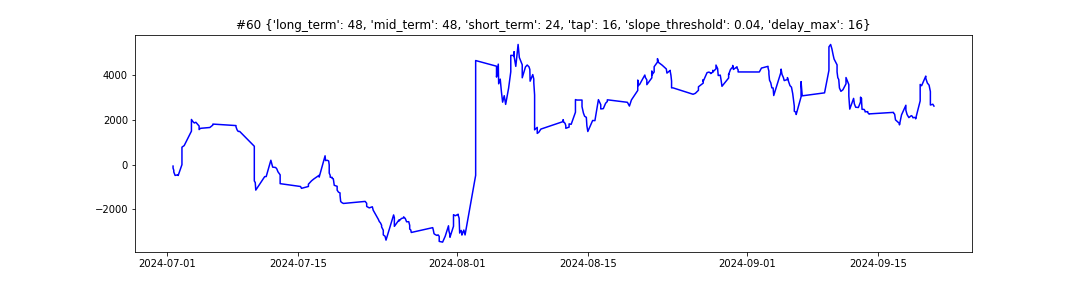 #60 {'long_term': 48, 'mid_term': 48, 'short_term': 24, 'tap': 16, 'slope_threshold': 0.04, 'delay_max': 16}
4000
2000
0
−2000
2024-07-01 2024-07-15 2024-08-01 2024-08-15 2024-09-01 2024-09-15